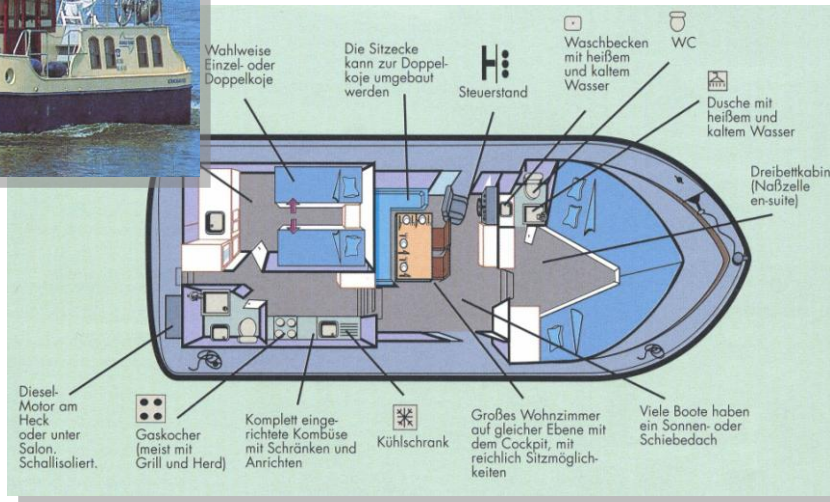 Wahlweise
Einzel- oder
Doppelkoje
Die Sitzecke
kann zur Doppel-
koje umgebaut
werden
Steuerstand
Waschbecken
mit heißem
und kaltem
Wasser
WC
Dusche mit
heißem und
kaltem Wasser
Dreibettkabin
(Naßzelle
en-suite)
Diesel-
Motor am
Heck
oder unter
Salon.
Schallisoliert.
Gaskocher
(meist mit
Grill und Herd)
Komplett einge-
richtete Kombüse
mit Schränken und
Anrichten
Kühlschrank
Großes Wohnzimmer
auf gleicher Ebene mit
dem Cockpit, mit
reichlich Sitzmöglich-
keiten
Viele Boote haben
ein Sonnen- oder
Schiebedach